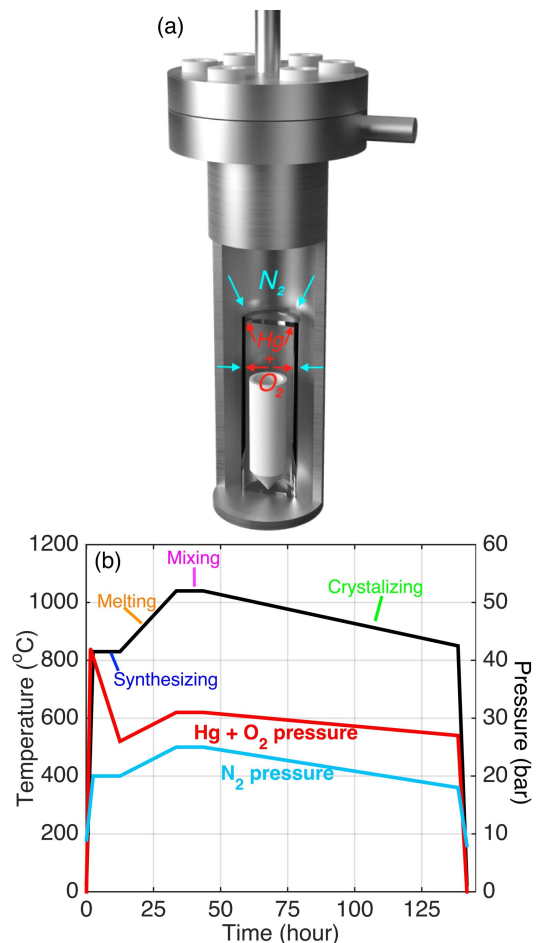 (a)
N₂
Hg
+
O₂
(b)
1200
1000
800
600
400
200
0
Temperature (⁰C)
60
50
40
30
20
10
0
Pressure (bar)
Mixing
Melting
Crystalizing
Synthesizing
Hg + O₂ pressure
N₂ pressure
0 25 50 75 100 125
Time (hour)